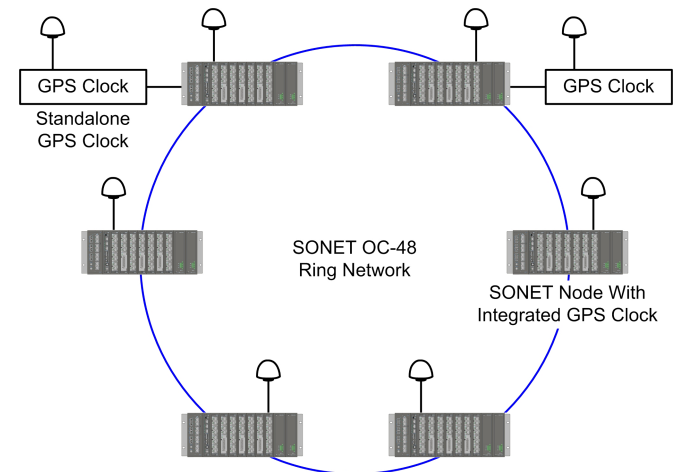 GPS Clock
GPS Clock
Standalone
GPS Clock
SONET OC-48
Ring Network
SONET Node With
Integrated GPS Clock